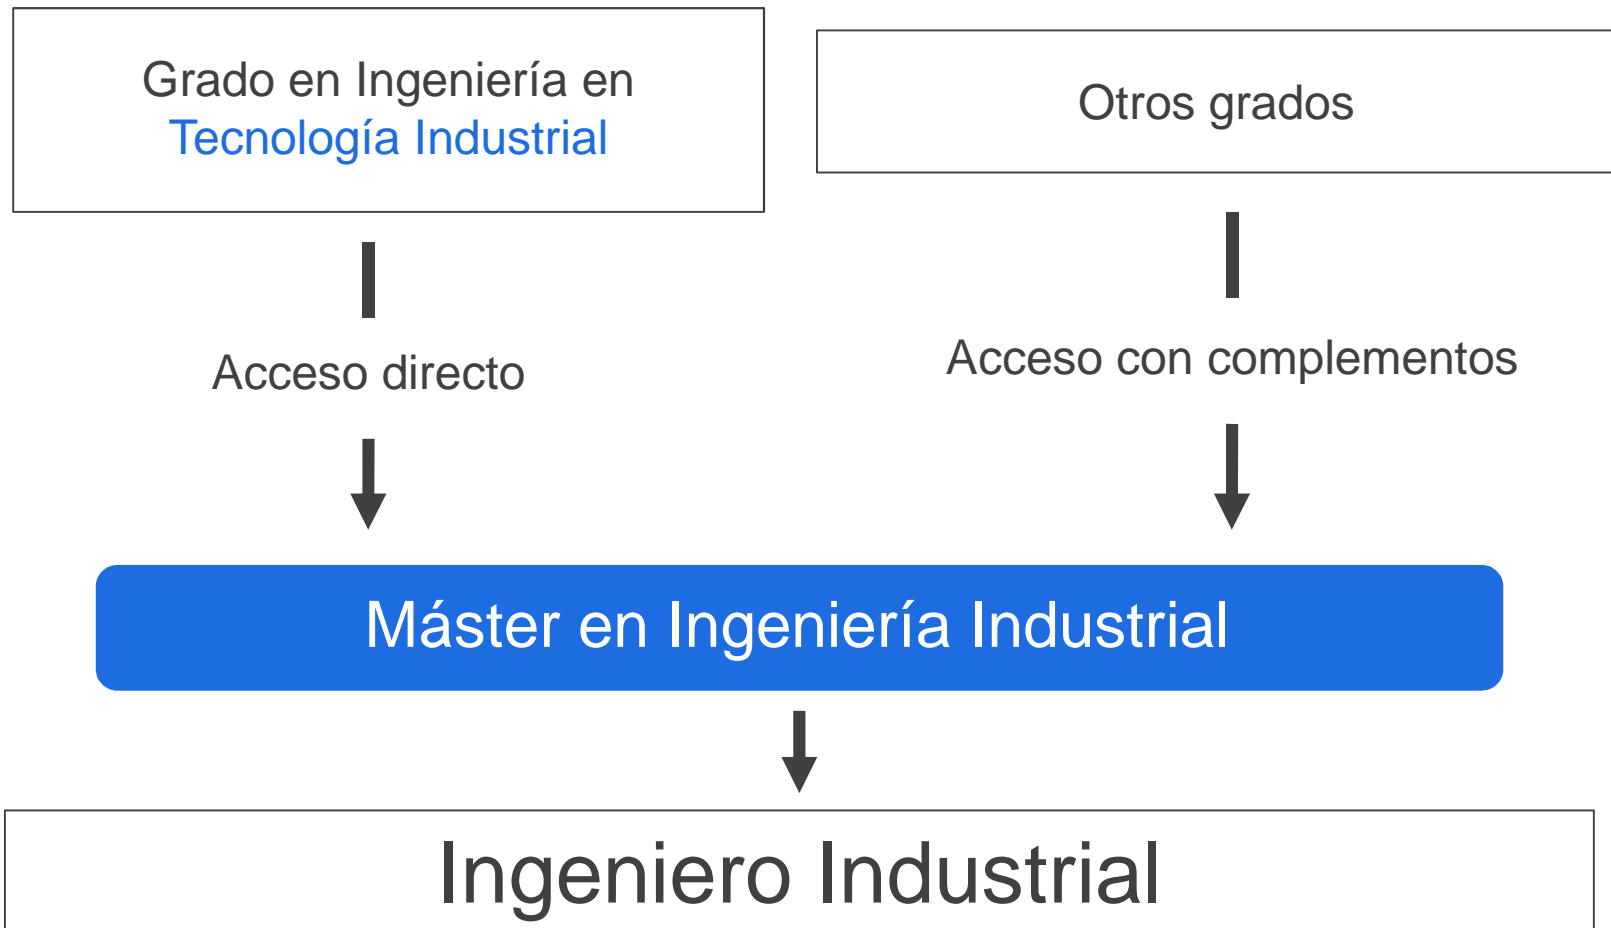 Grado en Ingeniería en
Tecnología Industrial
Otros grados
Acceso directo
Acceso con complementos
Máster en Ingeniería Industrial
Ingeniero Industrial